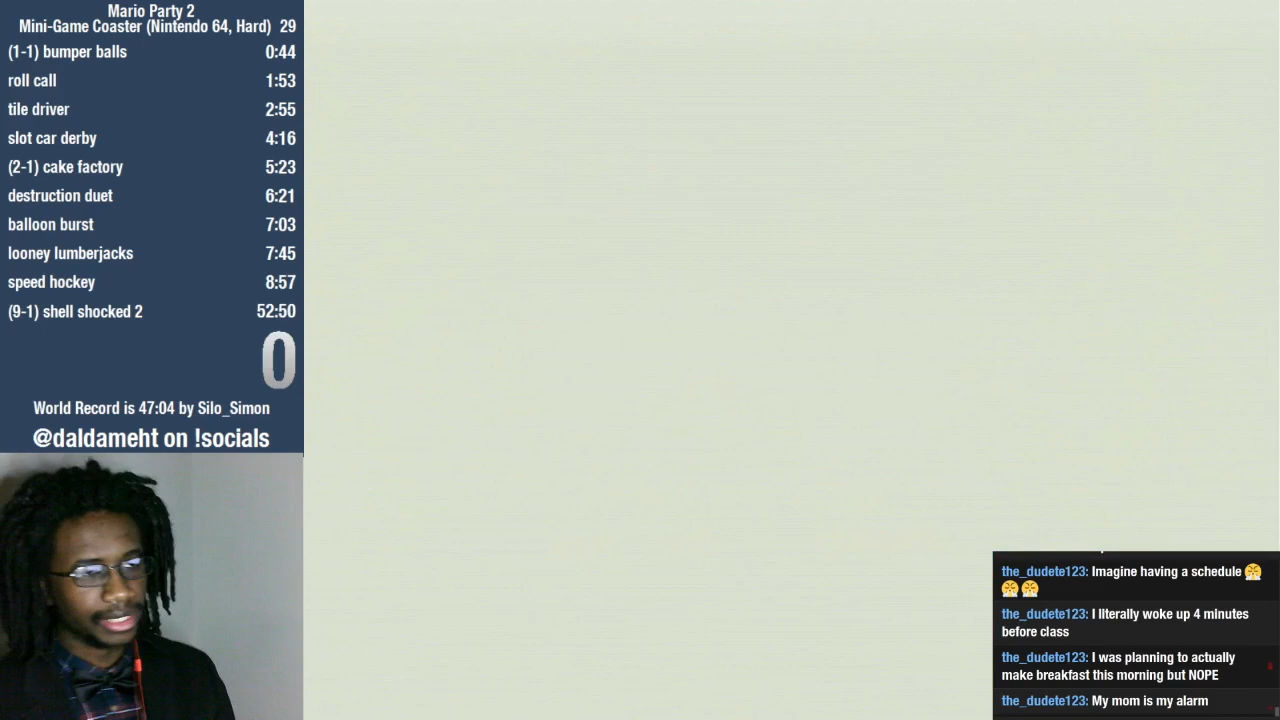 Mario Party 2
Mini-Game Coaster (Nintendo 64, Hard) 29
(1-1) bumper balls 0:44
roll call 1:53
tile driver 2:55
slot car derby 4:16
(2-1) cake factory 5:23
destruction duet 6:21
balloon burst 7:03
looney lumberjacks 7:45
speed hockey 8:57
(9-1) shell shocked 2 52:50
0
World Record is 47:04 by Silo_Simon
@daldameht on !socials
the_dudete123: Imagine having a schedule 😤
😤 😤
the_dudete123: I literally woke up 4 minutes
before class
the_dudete123: I was planning to actually
make breakfast this morning but NOPE
the_dudete123: My mom is my alarm